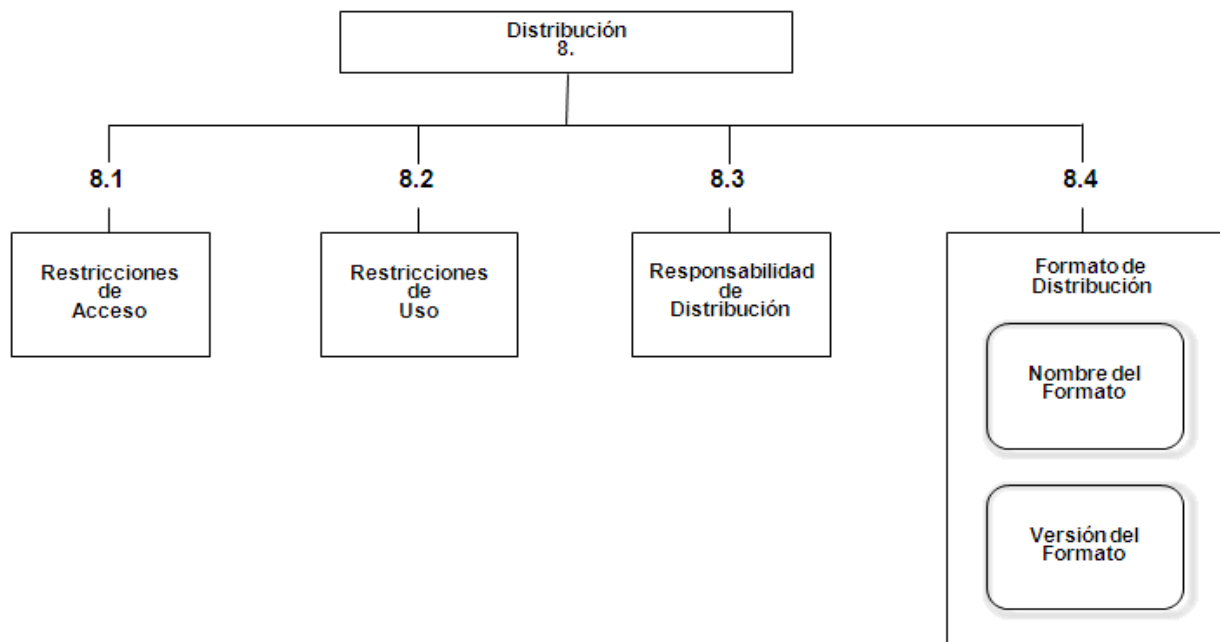 Distribución
8.
8.1
8.2
8.3
8.4
Restricciones
de
Acceso
Restricciones
de
Uso
Responsabilidad
de
Distribución
Formato de
Distribución
Nombre del
Formato
Versión del
Formato